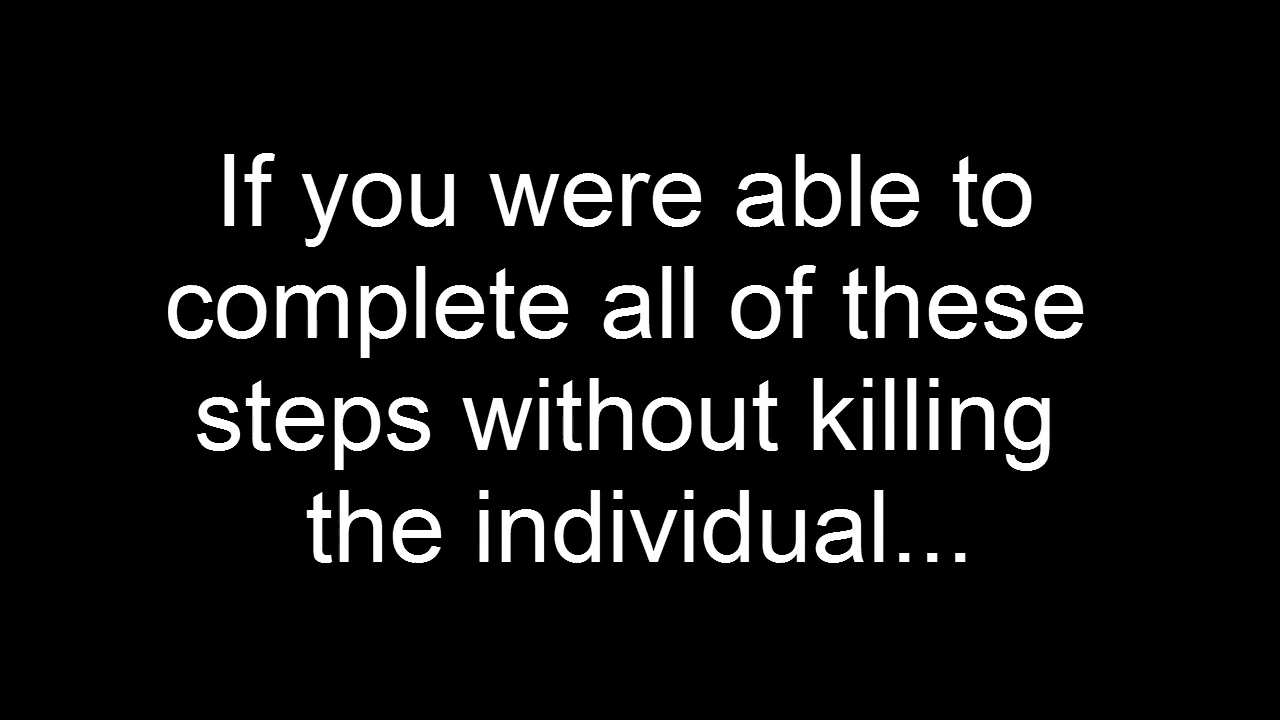 If you were able to
complete all of these
steps without killing
the individual...